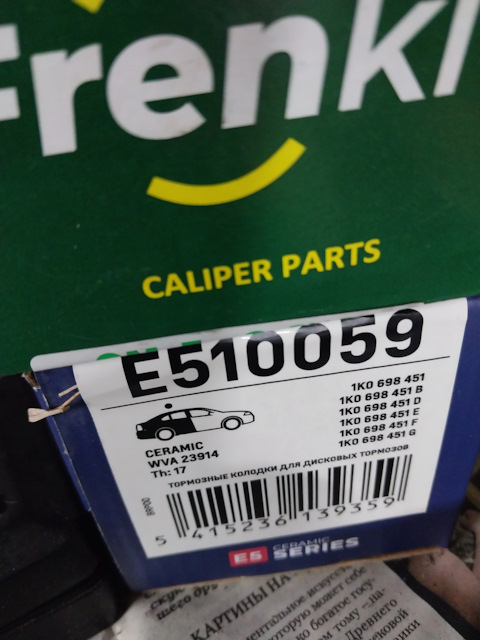 Frenkl
CALIPER PARTS
E510059
1K0 698 451
1K0 698 451 B
1K0 698 451 D
1K0 698 451 E
1K0 698 451 F
1K0 698 451 G
CERAMIC
WVA 23914
Th: 17
ТОРМОЗНЫЕ КОЛОДКИ ДЛЯ ДИСКОВЫХ ТОРМОЗОВ
5 415236 139359
E5 CERAMIC
SERIES
КАРТИНЫ НА